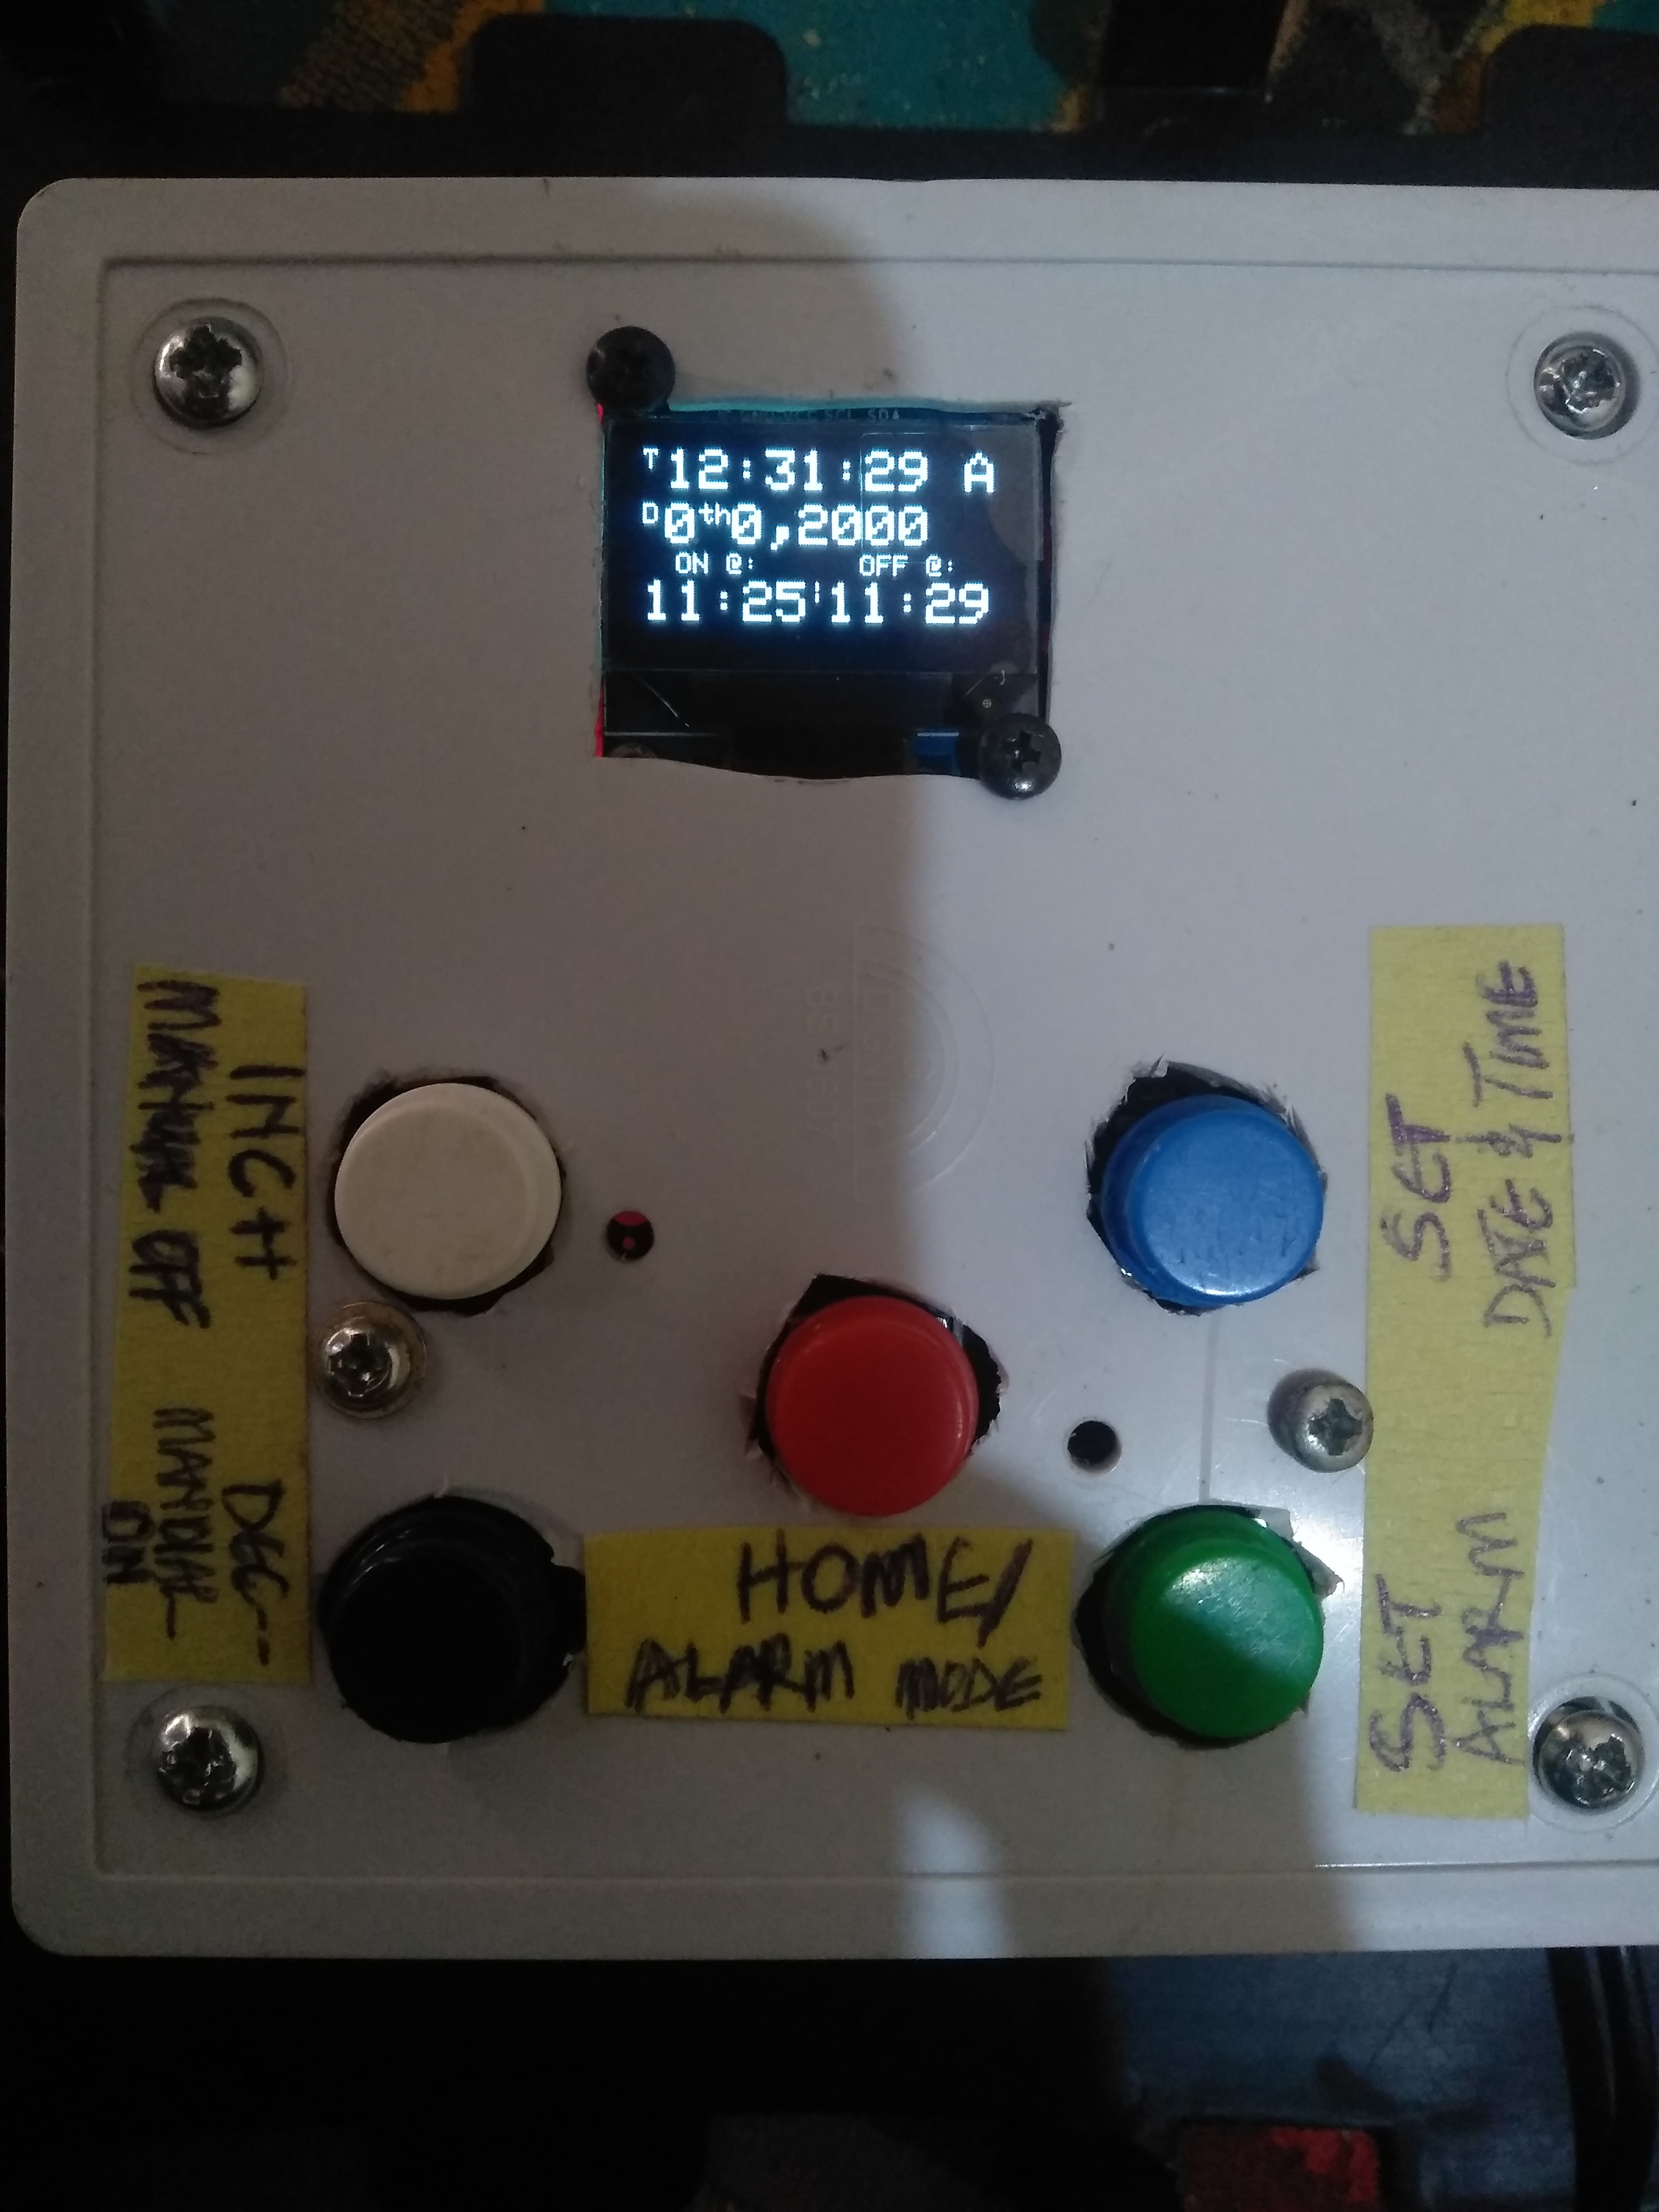 T12:31:29 A
D0th0,2000
ON @: OFF @:
11:25'11:29
INC++
MANUAL OFF
DEC--
MANUAL
ON
HOME/
ALARM MODE
SET
DATE & TIME
SET
ALARM